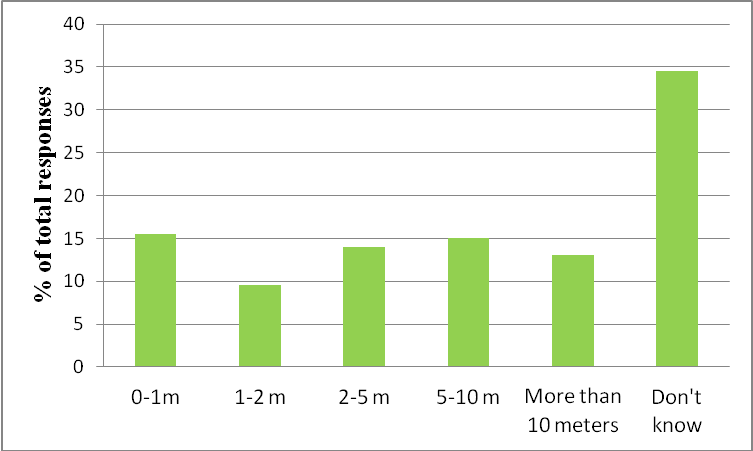 40
35
30
25
20
15
10
5
0
% of total responses
0-1m
1-2 m
2-5 m
5-10 m
More than
10 meters
Don't
know